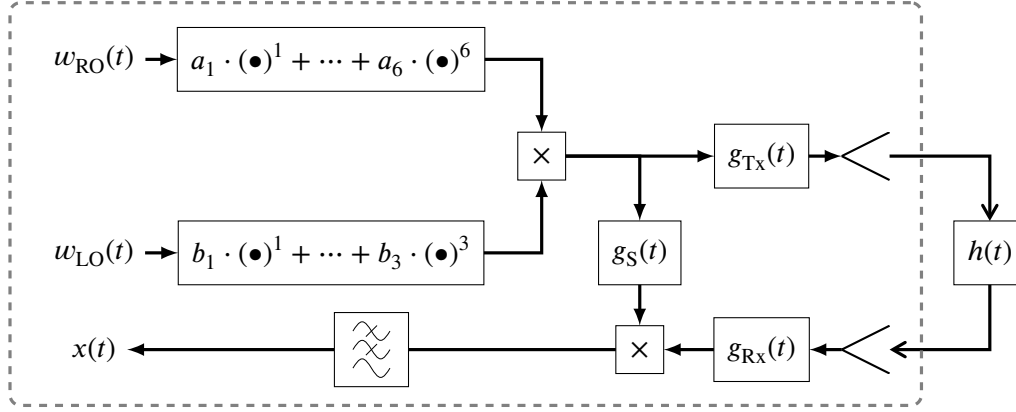 w_RO(t)
a_1 · (●)^1 + ··· + a_6 · (●)^6
×
g_Tx(t)
w_LO(t)
b_1 · (●)^1 + ··· + b_3 · (●)^3
g_S(t)
h(t)
x(t)
×
g_Rx(t)